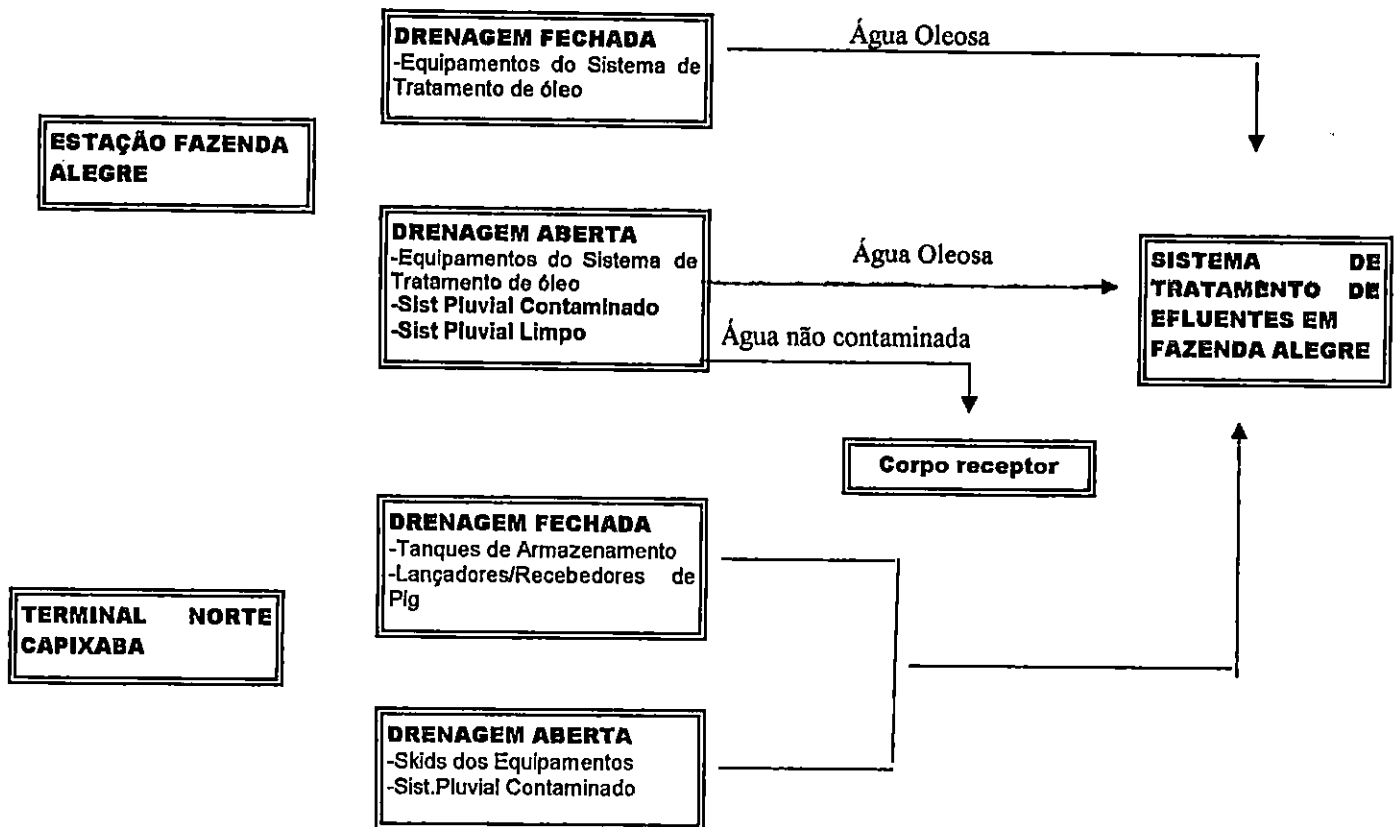 DRENAGEM FECHADA
-Equipamentos do Sistema de
Tratamento de óleo
Água Oleosa
ESTAÇÃO FAZENDA
ALEGRE
DRENAGEM ABERTA
-Equipamentos do Sistema de
Tratamento de óleo
-Sist Pluvial Contaminado
-Sist Pluvial Limpo
Água Oleosa
Água não contaminada
SISTEMA DE
TRATAMENTO DE
EFLUENTES EM
FAZENDA ALEGRE
Corpo receptor
DRENAGEM FECHADA
-Tanques de Armazenamento
-Lançadores/Recebedores de
Pig
TERMINAL NORTE
CAPIXABA
DRENAGEM ABERTA
-Skids dos Equipamentos
-Sist.Pluvial Contaminado